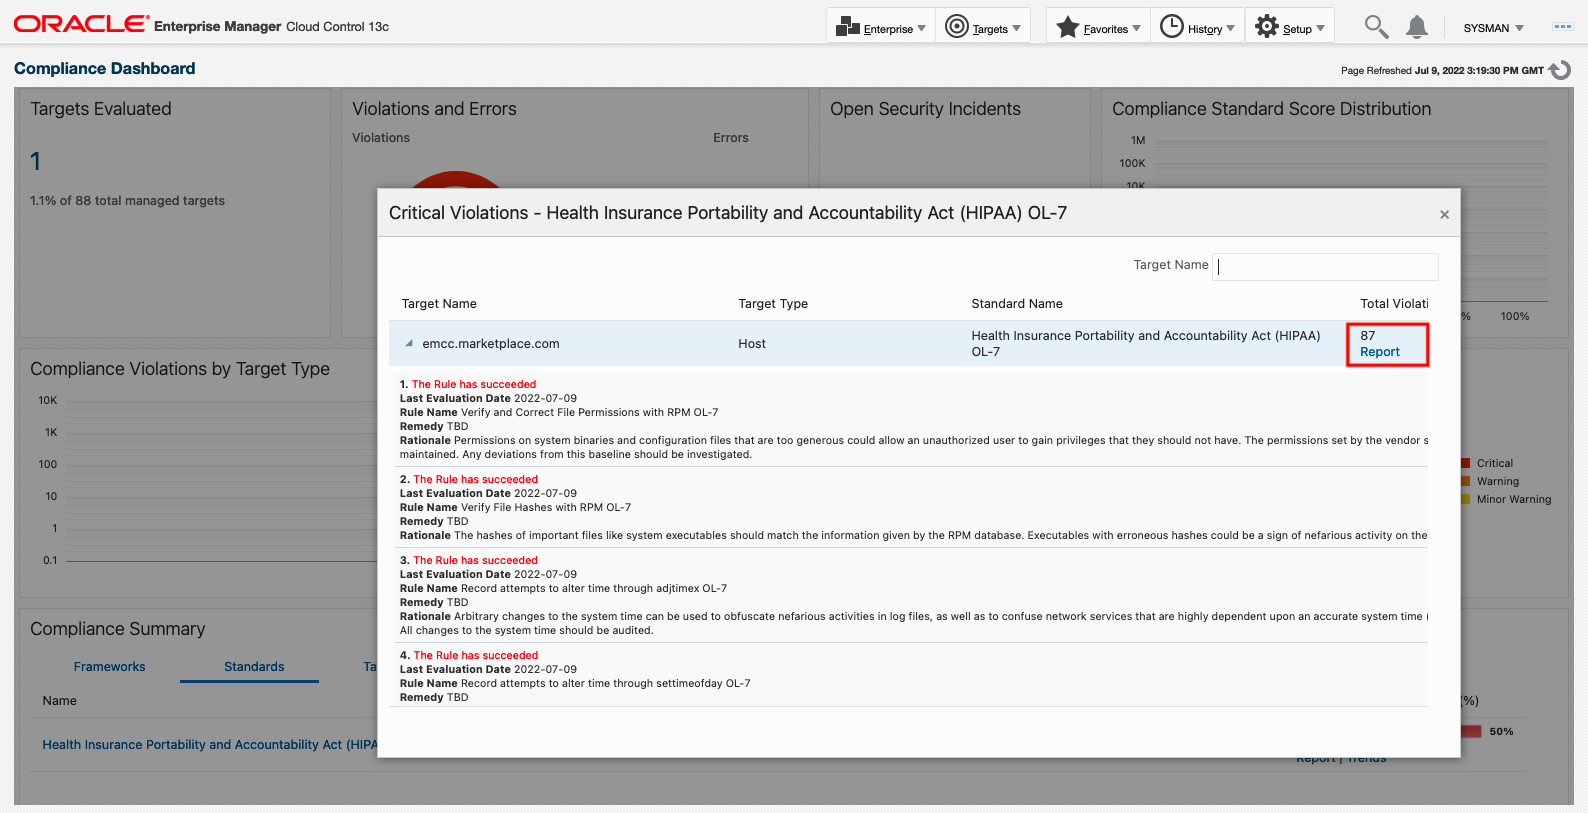 ORACLE Enterprise Manager Cloud Control 13c
Enterprise
Targets
Favorites
History
Setup
SYSMAN
Compliance Dashboard
Page Refreshed Jul 9, 2022 3:19:30 PM GMT
Targets Evaluated
1
1.1% of 88 total managed targets
Violations and Errors
Violations
Errors
Open Security Incidents
Compliance Standard Score Distribution
1M
100K
10K
%
100%
Critical Violations - Health Insurance Portability and Accountability Act (HIPAA) OL-7
×
Target Name
Target Name Target Type Standard Name Total Violati
emcc.marketplace.com Host
Health Insurance Portability and Accountability Act (HIPAA)
OL-7
87
Report
1. The Rule has succeeded
Last Evaluation Date 2022-07-09
Rule Name Verify and Correct File Permissions with RPM OL-7
Remedy TBD
Rationale Permissions on system binaries and configuration files that are too generous could allow an unauthorized user to gain privileges that they should not have. The permissions set by the vendor s
maintained. Any deviations from this baseline should be investigated.
2. The Rule has succeeded
Last Evaluation Date 2022-07-09
Rule Name Verify File Hashes with RPM OL-7
Remedy TBD
Rationale The hashes of important files like system executables should match the information given by the RPM database. Executables with erroneous hashes could be a sign of nefarious activity on the
3. The Rule has succeeded
Last Evaluation Date 2022-07-09
Rule Name Record attempts to alter time through adjtimex OL-7
Remedy TBD
Rationale Arbitrary changes to the system time can be used to obfuscate nefarious activities in log files, as well as to confuse network services that are highly dependent upon an accurate system time (
All changes to the system time should be audited.
4. The Rule has succeeded
Last Evaluation Date 2022-07-09
Rule Name Record attempts to alter time through settimeofday OL-7
Remedy TBD
Compliance Violations by Target Type
10K
1K
100
10
1
0.1
Critical
Warning
Minor Warning
Compliance Summary
Frameworks
Standards
Ta
Name
(%)
Health Insurance Portability and Accountability Act (HIPA
50%
Report | Trends